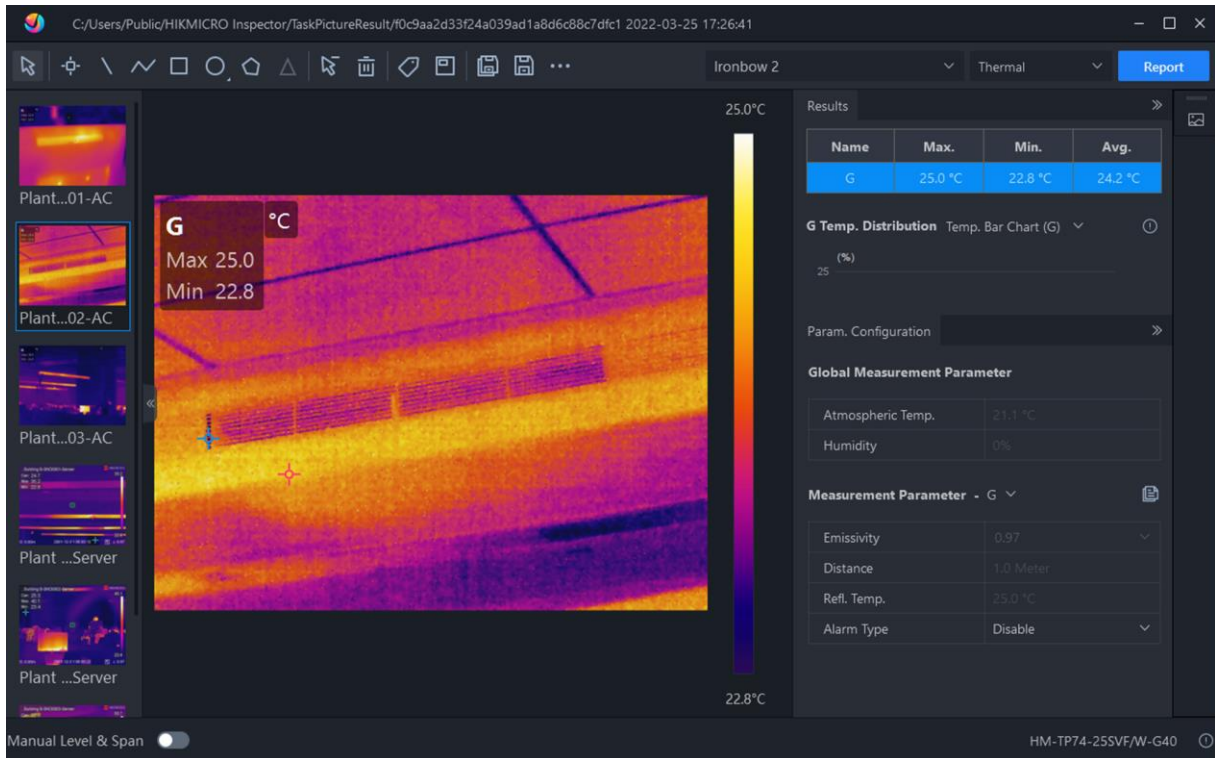 C:/Users/Public/HIKMICRO Inspector/TaskPictureResult/f0c9aa2d33f24a039ad1a8d6c88c7dfc1 2022-03-25 17:26:41
Ironbow 2
Thermal
Report
Plant...01-AC
Plant...02-AC
Plant...03-AC
Plant ...Server
Plant ...Server
G
°C
Max 25.0
Min 22.8
25.0°C
22.8°C
Results
Name Max. Min. Avg.
G 25.0 °C 22.8 °C 24.2 °C
G Temp. Distribution Temp. Bar Chart (G)
(%)
25
Param. Configuration
Global Measurement Parameter
Atmospheric Temp. 21.1 °C
Humidity 0%
Measurement Parameter - G
Emissivity 0.97
Distance 1.0 Meter
Refl. Temp. 25.0 °C
Alarm Type Disable
Manual Level & Span
HM-TP74-25SVF/W-G40